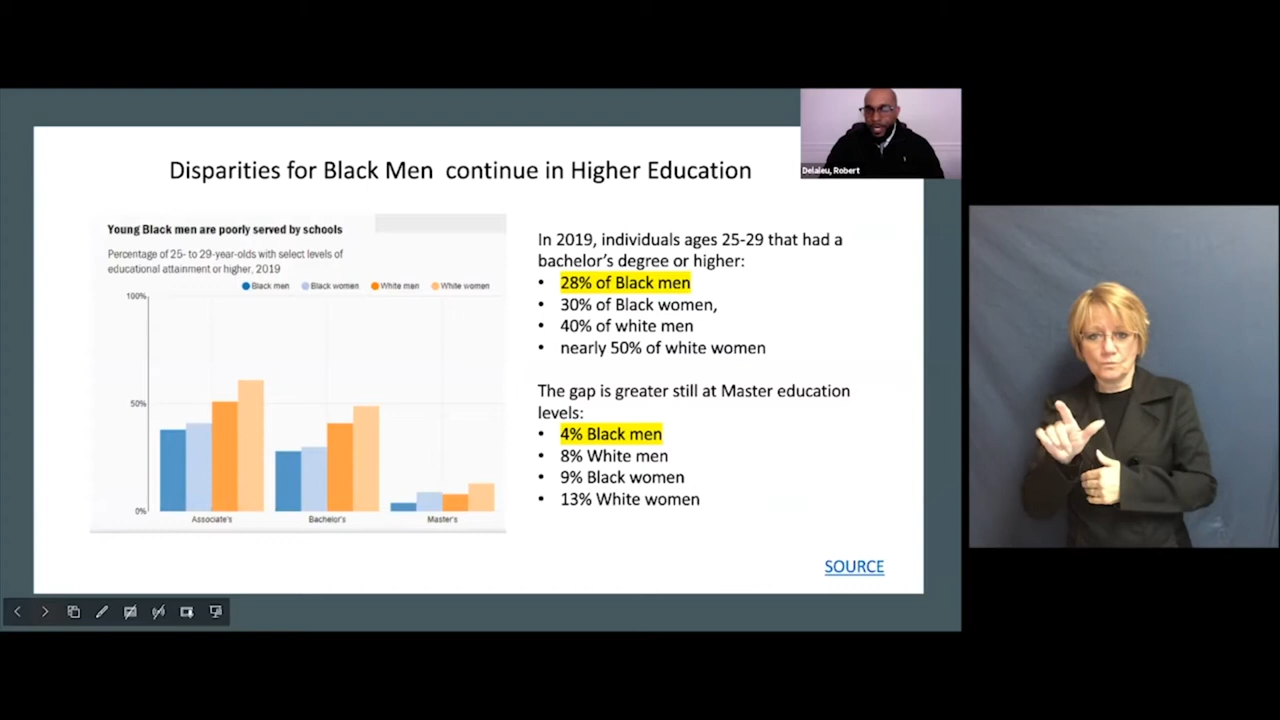 Disparities for Black Men continue in Higher Education
Delaleu, Robert
Young Black men are poorly served by schools
Percentage of 25- to 29-year-olds with select levels of
educational attainment or higher, 2019
Black men Black women White men White women
100%
50%
0%
Associate's Bachelor's Master's
In 2019, individuals ages 25-29 that had a
bachelor's degree or higher:
• 28% of Black men
• 30% of Black women,
• 40% of white men
• nearly 50% of white women
The gap is greater still at Master education
levels:
• 4% Black men
• 8% White men
• 9% Black women
• 13% White women
SOURCE